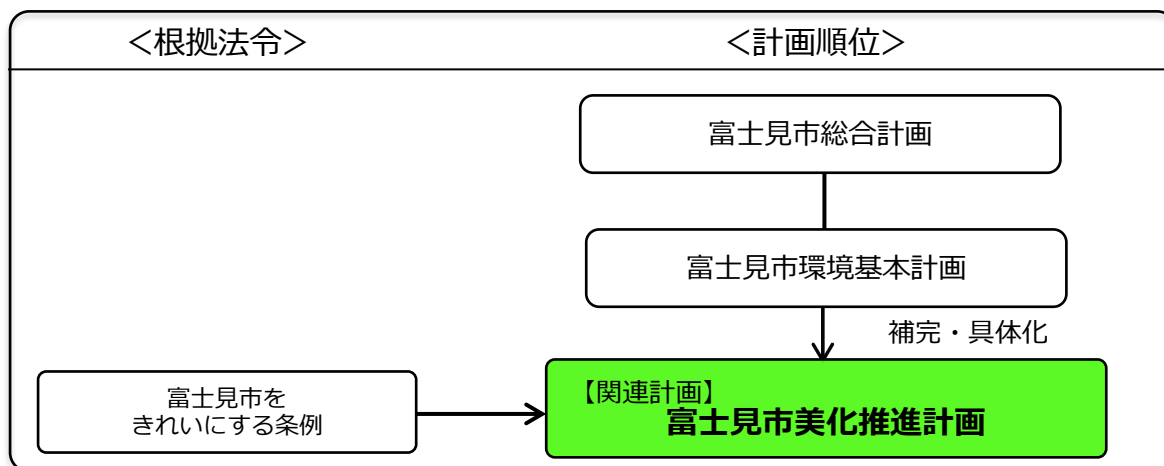 ＜根拠法令＞
＜計画順位＞
富士見市総合計画
富士見市環境基本計画
補完・具体化
富士見市を
きれいにする条例
【関連計画】
富士見市美化推進計画